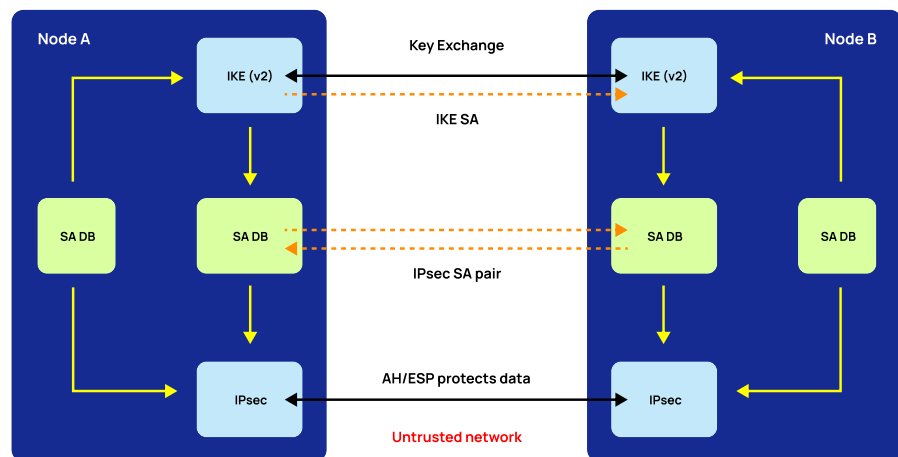 Node A
Key Exchange
Node B
IKE (v2)
IKE (v2)
IKE SA
SA DB
SA DB
SA DB
SA DB
IPsec SA pair
AH/ESP protects data
IPsec
IPsec
Untrusted network